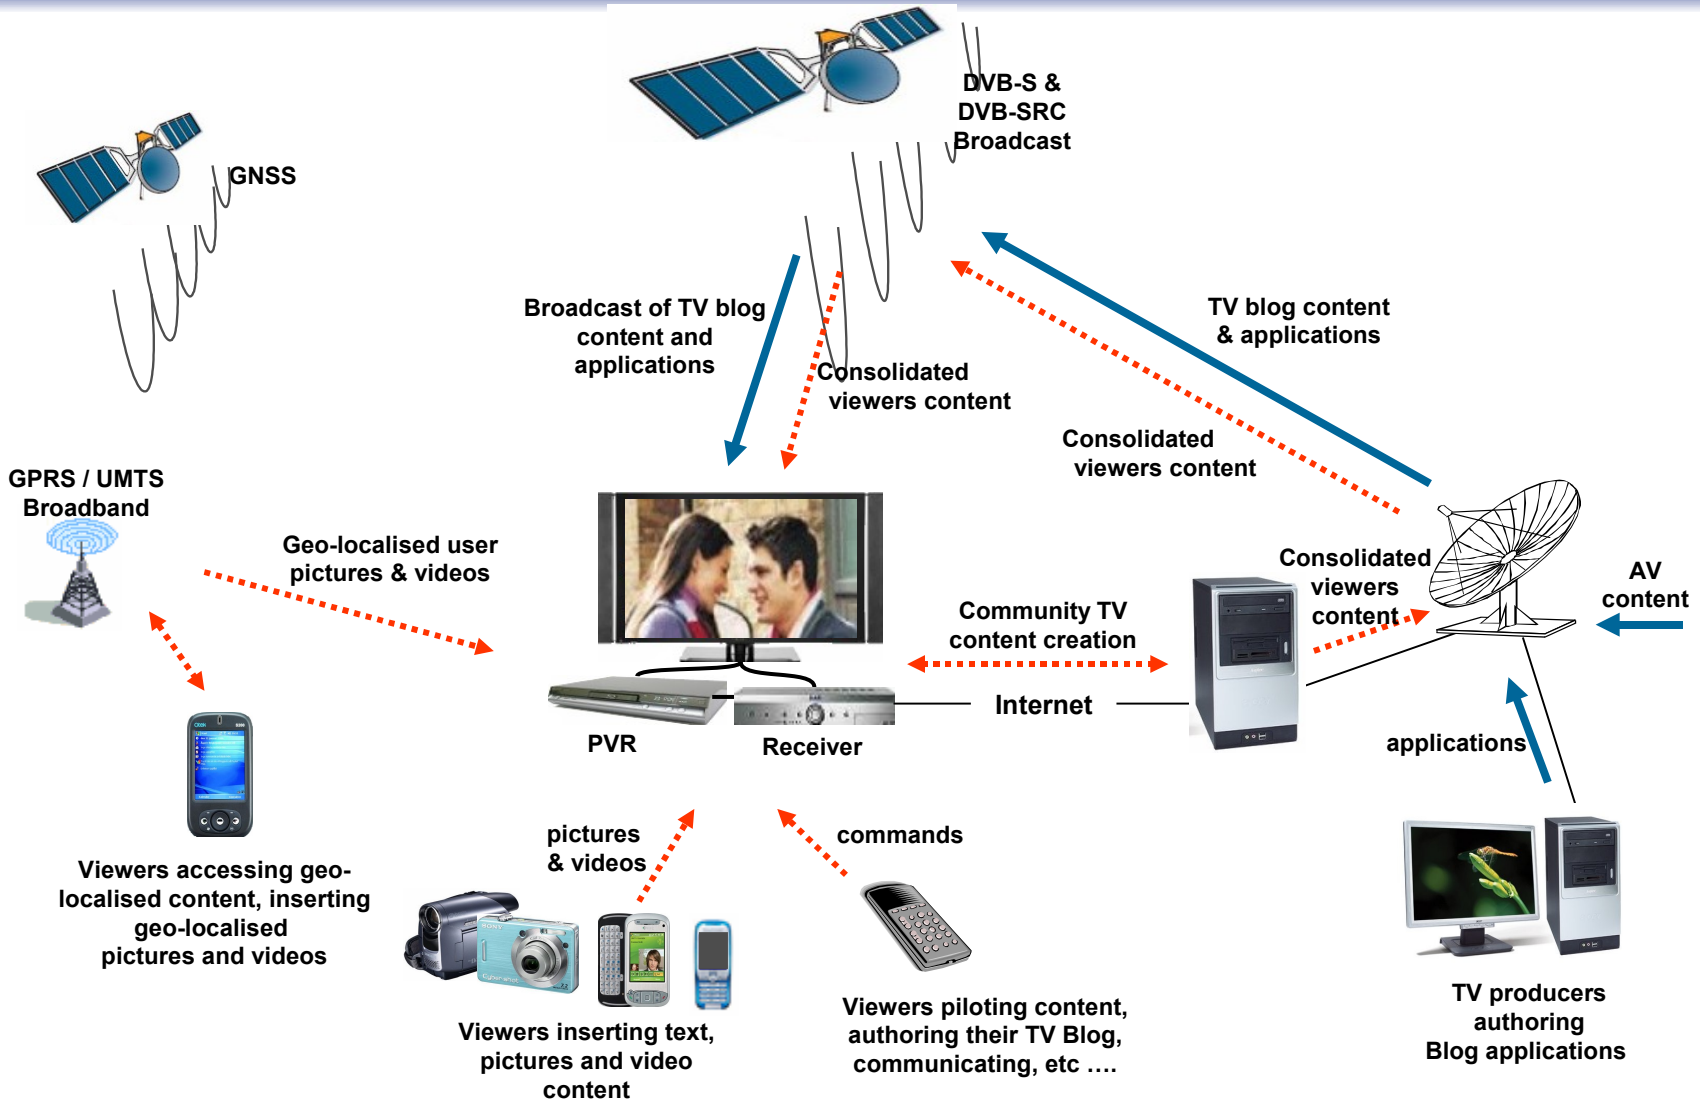 DVB-S &
DVB-SRC
Broadcast
GNSS
Broadcast of TV blog
content and
applications
TV blog content
& applications
Consolidated
viewers content
Consolidated
viewers content
GPRS / UMTS
Broadband
Geo-localised user
pictures & videos
Consolidated
viewers
content
AV
content
Community TV
content creation
Internet
PVR
Receiver
applications
pictures
& videos
commands
Viewers accessing geo-
localised content, inserting
geo-localised
pictures and videos
SONY
Cyber-shot
Viewers inserting text,
pictures and video
content
Viewers piloting content,
authoring their TV Blog,
communicating, etc ....
TV producers
authoring
Blog applications